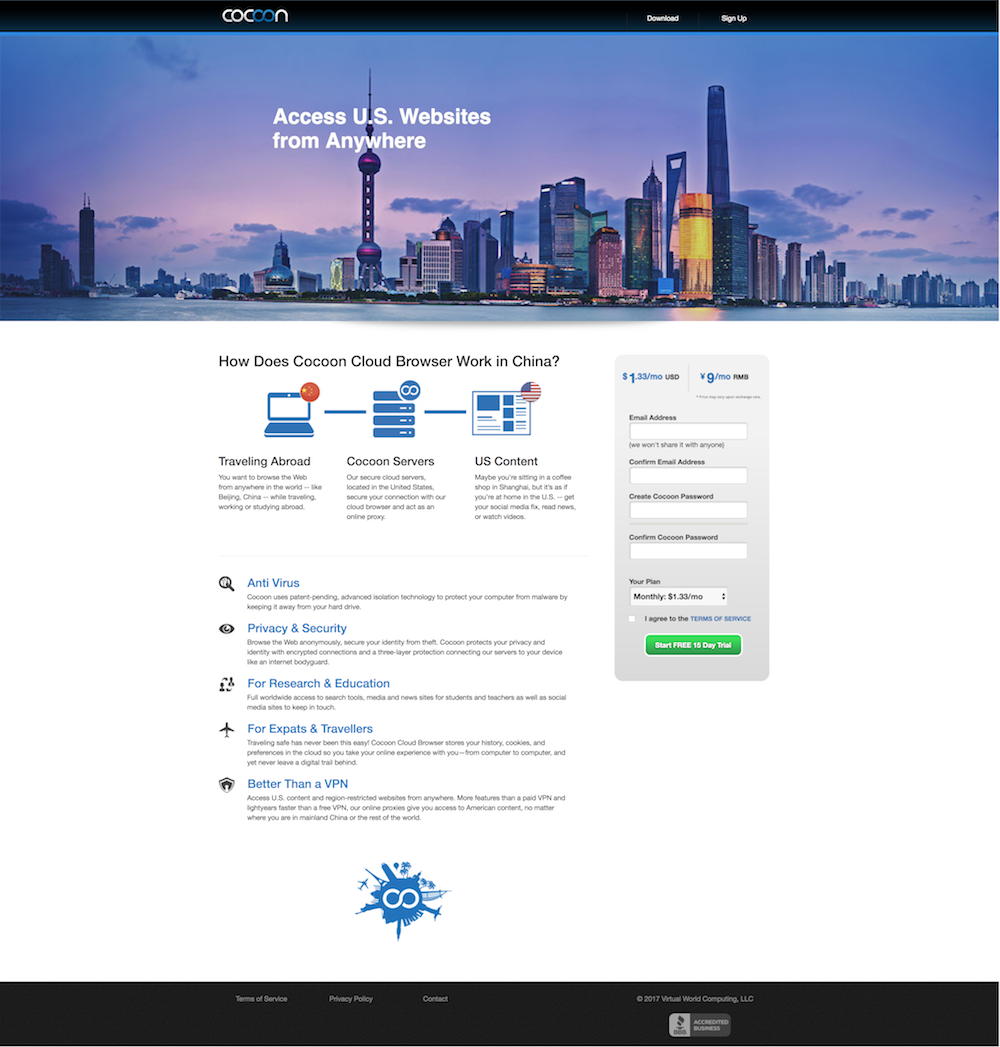 COCOON
Download
Sign Up
Access U.S. Websites
from Anywhere
How Does Cocoon Cloud Browser Work in China?
Traveling Abroad
You want to browse the Web
from anywhere in the world -- like
Beijing, China -- while traveling,
working or studying abroad.
Cocoon Servers
Our secure cloud servers,
located in the United States,
secure your connection with our
cloud browser and act as an
online proxy.
US Content
Maybe you're sitting in a coffee
shop in Shanghai, but it's as if
you're at home in the U.S. -- get
your social media fix, read news,
or watch videos.
Anti Virus
Cocoon uses patent-pending, advanced isolation technology to protect your computer from malware by
keeping it away from your hard drive.
Privacy & Security
Browse the Web anonymously, secure your identity from theft. Cocoon protects your privacy and
identity with encrypted connections and a three-layer protection connecting our servers to your device
like an internet bodyguard.
For Research & Education
Full worldwide access to search tools, media and news sites for students and teachers as well as social
media sites to keep in touch.
For Expats & Travellers
Traveling safe has never been this easy! Cocoon Cloud Browser stores your history, cookies, and
preferences in the cloud so you take your online experience with you—from computer to computer, and
yet never leave a digital trail behind.
Better Than a VPN
Access U.S. content and region-restricted websites from anywhere. More features than a paid VPN and
lightyears faster than a free VPN, our online proxies give you access to American content, no matter
where you are in mainland China or the rest of the world.
$1.33/mo USD
¥9/mo RMB
* Price may vary upon exchange rate.
Email Address
(we won't share it with anyone)
Confirm Email Address
Create Cocoon Password
Confirm Cocoon Password
Your Plan
Monthly: $1.33/mo
I agree to the TERMS OF SERVICE
Start FREE 15 Day Trial
Terms of Service
Privacy Policy
Contact
© 2017 Virtual World Computing, LLC
BBB
ACCREDITED
BUSINESS